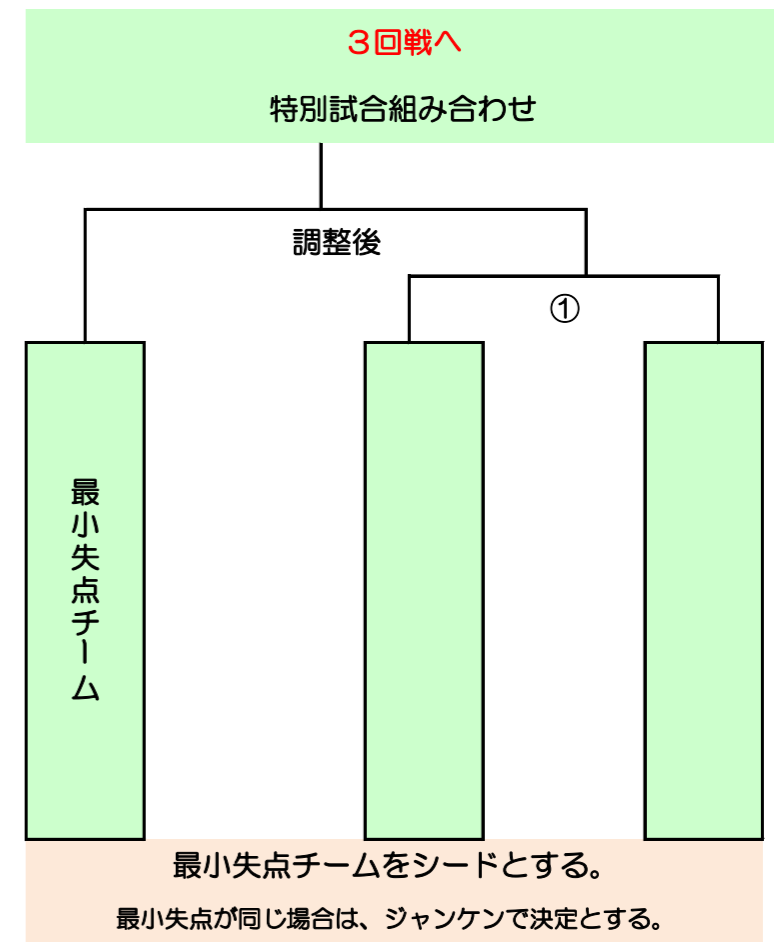 ３回戦へ
特別試合組み合わせ
調整後
①
最小失点チーム
最小失点チームをシードとする。
最小失点が同じ場合は、ジャンケンで決定とする。